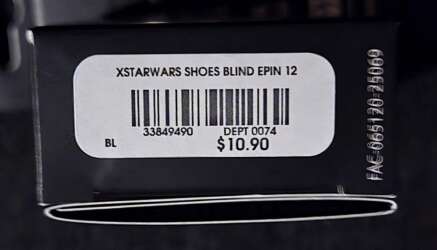 XSTARWARS SHOES BLIND EPIN 12
33849490 DEPT 0074
BL $10.90
FAC-065120-25069